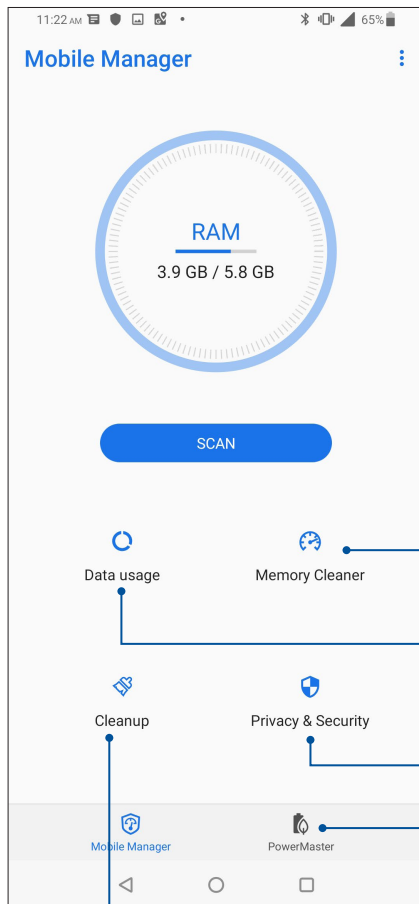 11:22 AM 65%
Mobile Manager
RAM
3.9 GB / 5.8 GB
SCAN
Data usage Memory Cleaner
Cleanup Privacy & Security
Mobile Manager PowerMaster